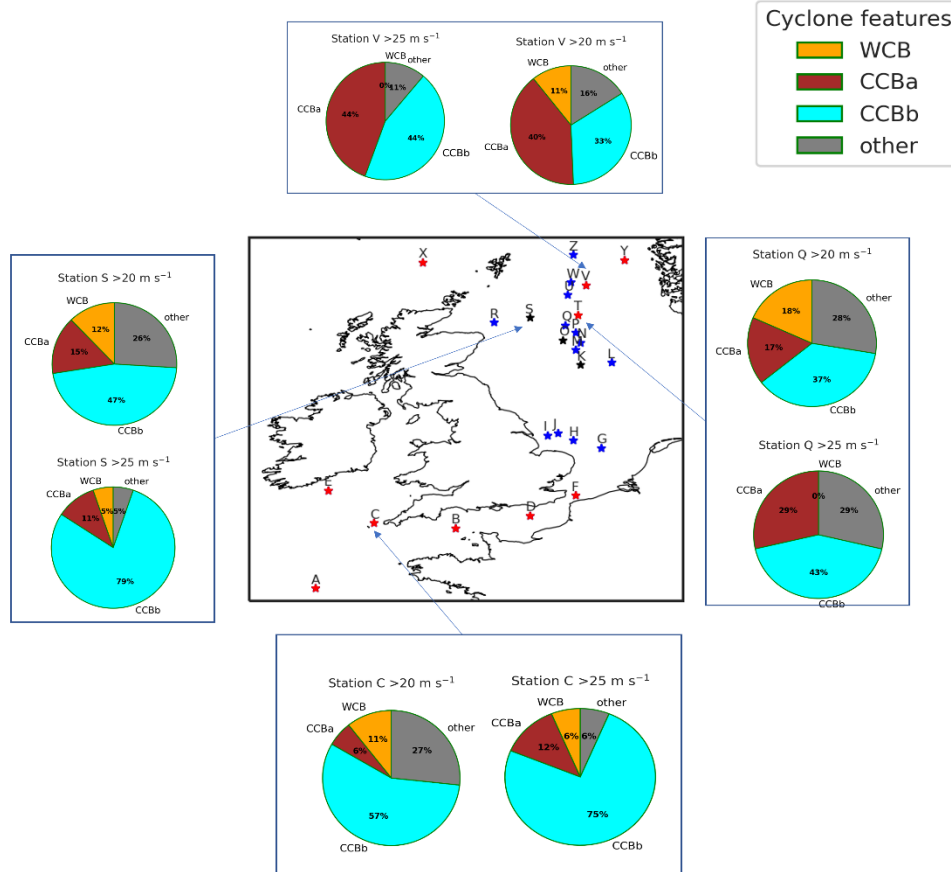 Cyclone features
WCB
CCBa
CCBb
other
Station V >25 m s⁻¹
WCB
other
0%
11%
CCBa
44%
44%
CCBb
Station V >20 m s⁻¹
WCB
other
11%
16%
40%
33%
CCBa
CCBb
Station S >20 m s⁻¹
WCB
other
12%
26%
CCBa
15%
47%
CCBb
Station S >25 m s⁻¹
WCB
other
CCBa
5%
5%
11%
79%
CCBb
X
Z
Y
W
V
U
S
T
R
Q
P
O
N
M
L
K
I
J
H
G
E
F
C
B
D
A
Station Q >20 m s⁻¹
WCB
other
18%
28%
CCBa
17%
37%
CCBb
Station Q >25 m s⁻¹
WCB
other
CCBa
0%
29%
29%
43%
CCBb
Station C >20 m s⁻¹
WCB
other
CCBa
11%
27%
6%
57%
CCBb
Station C >25 m s⁻¹
WCB
other
CCBa
6%
6%
12%
75%
CCBb